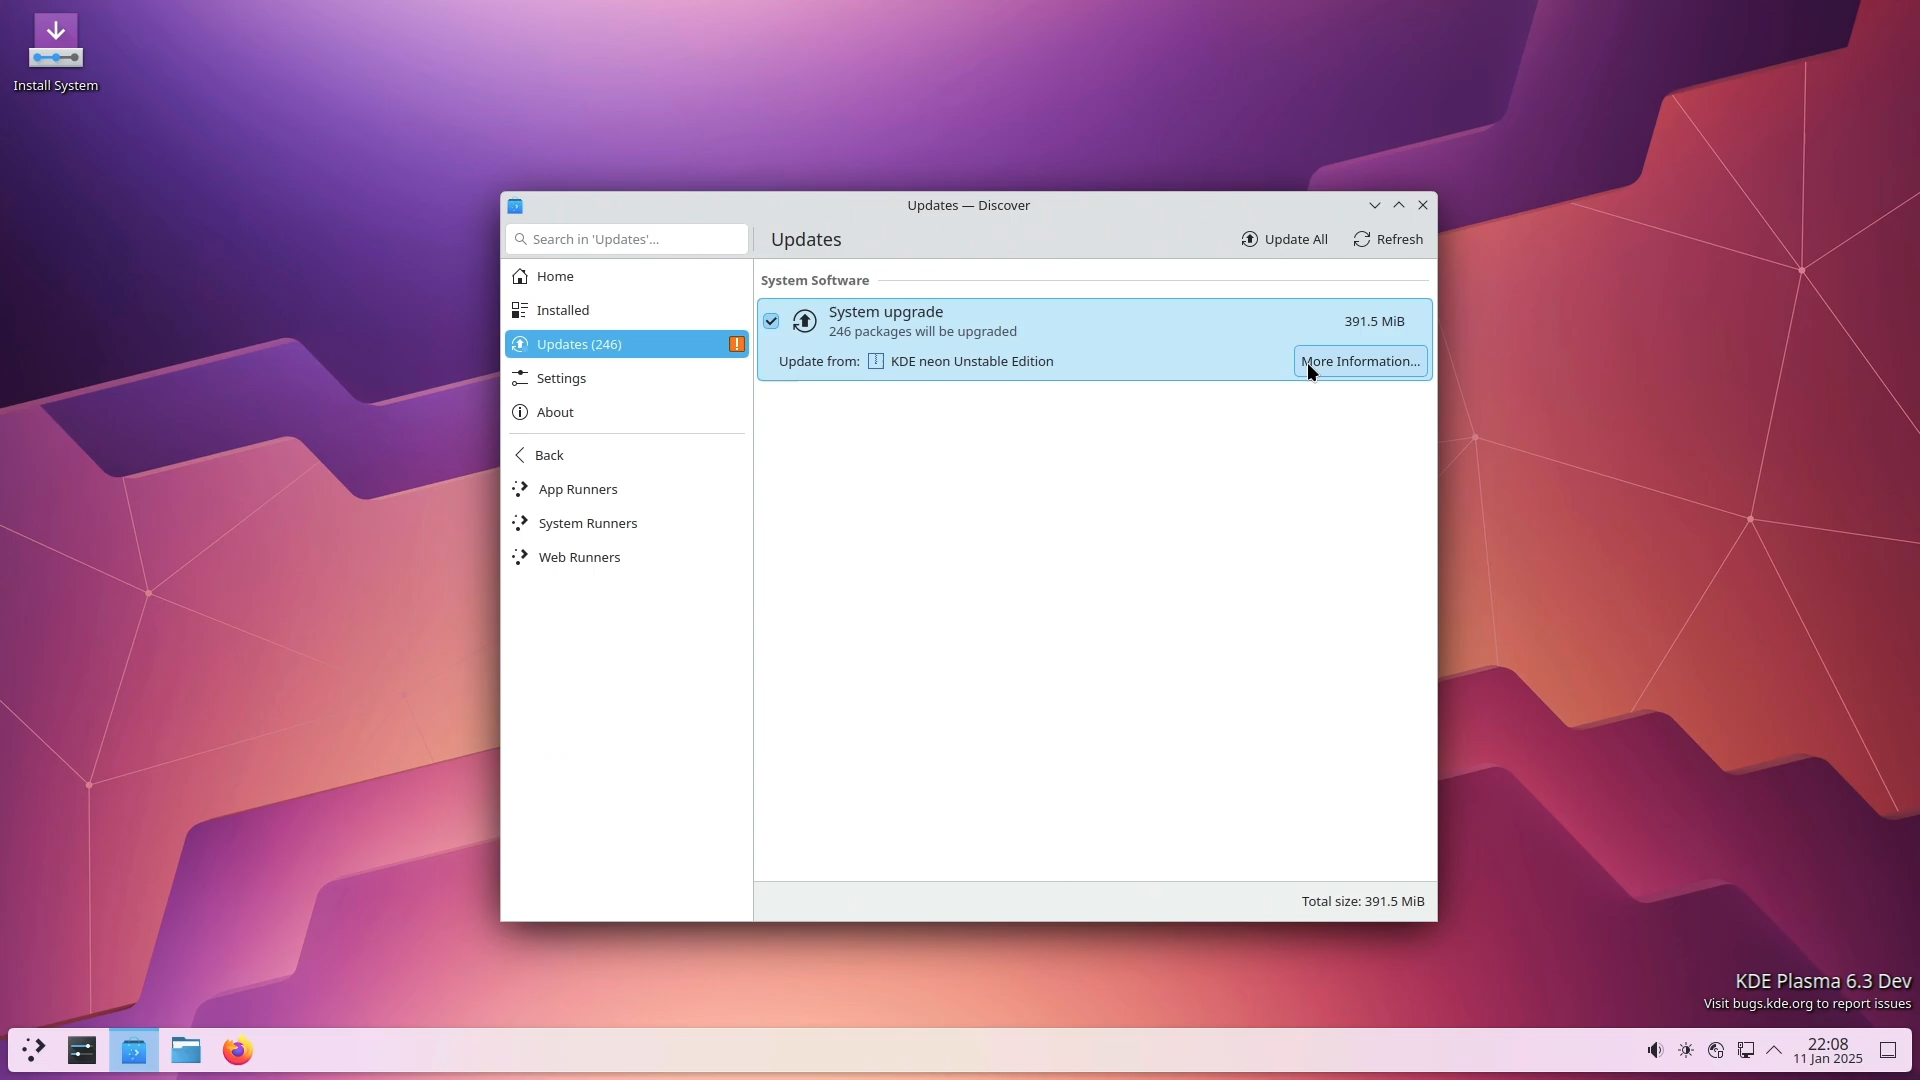 Install System
Updates — Discover
Search in 'Updates'...
Updates
Update All
Refresh
Home
Installed
Updates (246)
Settings
About
Back
App Runners
System Runners
Web Runners
System Software
System upgrade
246 packages will be upgraded
391.5 MiB
Update from: KDE neon Unstable Edition
More Information...
Total size: 391.5 MiB
KDE Plasma 6.3 Dev
Visit bugs.kde.org to report issues
22:08
11 Jan 2025